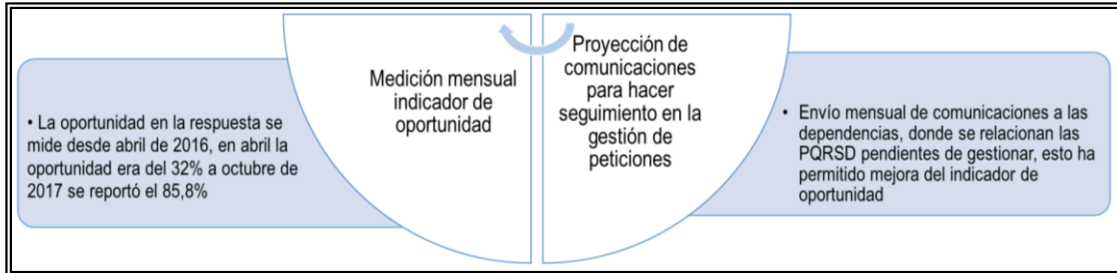 • La oportunidad en la respuesta se
mide desde abril de 2016, en abril la
oportunidad era del 32% a octubre de
2017 se reportó el 85,8%
Medición mensual
indicador de
oportunidad
Proyección de
comunicaciones
para hacer
seguimiento en la
gestión de
peticiones
• Envío mensual de comunicaciones a las
dependencias, donde se relacionan las
PQRSD pendientes de gestionar, esto ha
permitido mejora del indicador de
oportunidad